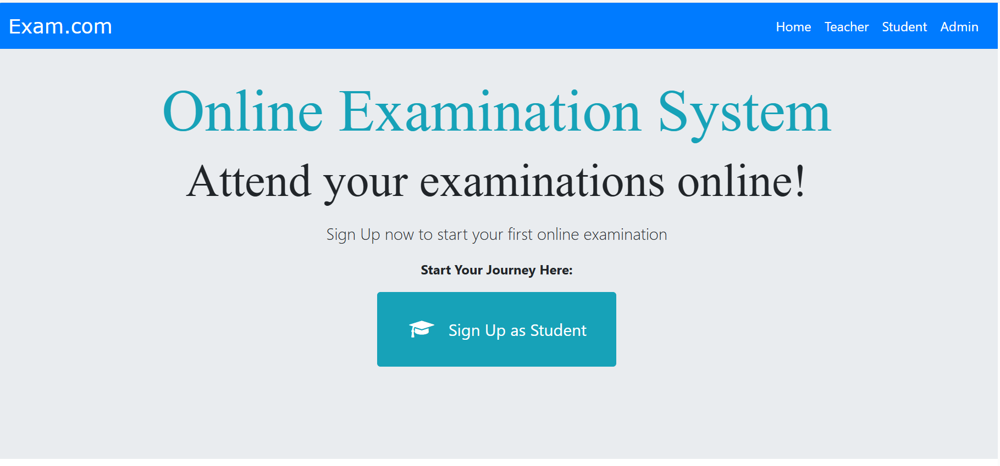 Exam.com
Home Teacher Student Admin
Online Examination System
Attend your examinations online!
Sign Up now to start your first online examination
Start Your Journey Here:
Sign Up as Student